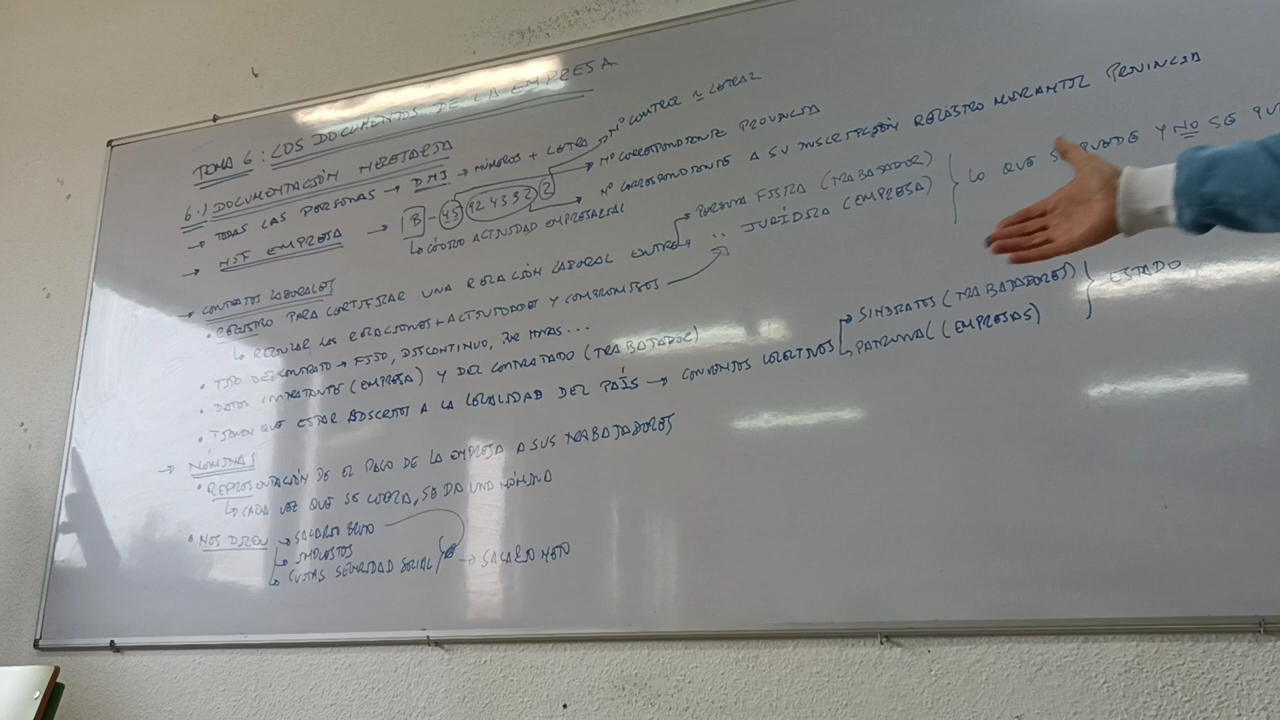 TEMA 6: LOS DOCUMENTOS DE LA EMPRESA
6.1 DOCUMENTACIÓN
→ TODAS LAS PERSONAS → DNI → NÚMEROS + LETRA
→ Nº CONTROL ≃ LETRA
→ NIF EMPRESA → B - 45 9
→ Nº CORRESPONDIENTE PROVINCIA
→ Nº CORRESPONDIENTE A SU INSCRIPCIÓN REGISTRO MERCANTIL PROVINCIA
↳ CÓDIGO ACTIVIDAD EMPRESARIAL
→ CONTRATOS LABORALES
• REGISTRO PARA CERTIFICAR UNA RELACIÓN LABORAL ENTRE → PERSONA FÍSICA (TRABAJADOR)
→ '' JURÍDICA (EMPRESA)
} LO QUE SE PUEDE Y NO SE
↳ REGULAR LAS RELACIONES + ACTIVIDADES Y COMPROMISOS
• TIPO DE CONTRATO → FIJO, DISCONTINUO, POR HORAS...
• DATOS CONTRATANTE (EMPRESA) Y DEL CONTRATADO (TRABAJADOR)
• TIENEN QUE ESTAR ADSCRITOS A LA LOCALIDAD DEL PAÍS → CONVENIOS COLECTIVOS → SINDICATOS (TRABAJADORES)
→ PATRONAL (EMPRESAS)
} ESTADO
→ NÓMINAS
• REPRESENTACIÓN DE EL PAGO DE LA EMPRESA A SUS TRABAJADORES
↳ CADA VEZ QUE SE COBRA, SE DA UNA NÓMINA
• NOS DICEN → SALARIO BRUTO
→ IMPUESTOS
→ CUOTAS SEGURIDAD SOCIAL → SALARIO NETO